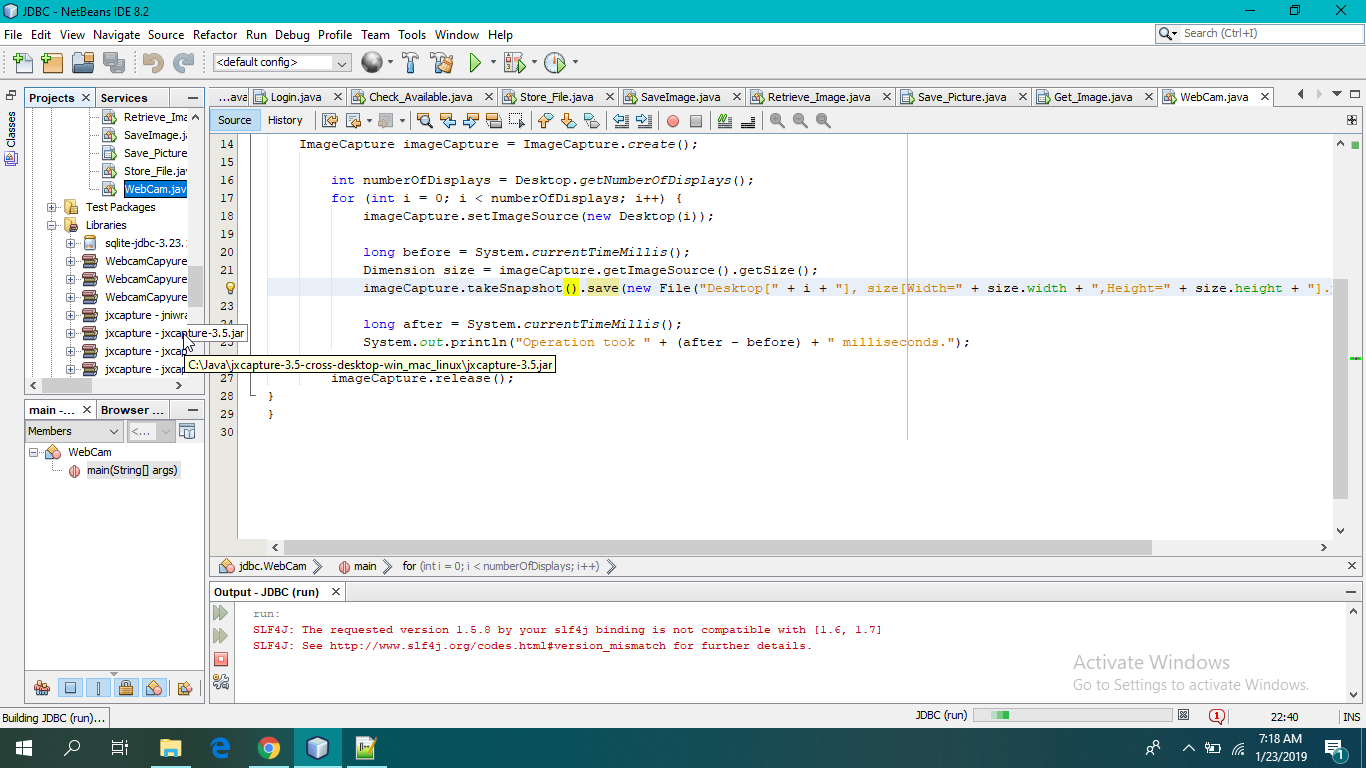 JDBC - NetBeans IDE 8.2
File Edit View Navigate Source Refactor Run Debug Profile Team Tools Window Help
Search (Ctrl+I)
<default config>
Projects
Services
...ava
Login.java
Check_Available.java
Store_File.java
SaveImage.java
Retrieve_Image.java
Save_Picture.java
Get_Image.java
WebCam.java
Classes
Source
History
Retrieve_Ima
SaveImage.ja
Save_Picture
Store_File.jav
WebCam.jav
Test Packages
Libraries
sqlite-jdbc-3.23.
WebcamCapyure
WebcamCapyure
WebcamCapyure
jxcapture - jniwra
jxcapture - jxcapture-3.5.jar
jxcapture - jxcap
jxcapture - jxcap
C:\Java\jxcapture-3.5-cross-desktop-win_mac_linux\jxcapture-3.5.jar
14 ImageCapture imageCapture = ImageCapture.create();
15
16 int numberOfDisplays = Desktop.getNumberOfDisplays();
17 for (int i = 0; i < numberOfDisplays; i++) {
18 imageCapture.setImageSource(new Desktop(i));
19
20 long before = System.currentTimeMillis();
21 Dimension size = imageCapture.getImageSource().getSize();
imageCapture.takeSnapshot().save(new File("Desktop[" + i + "], size[Width=" + size.width + ",Height=" + size.height + "].
23
long after = System.currentTimeMillis();
System.out.println("Operation took " + (after - before) + " milliseconds.");
27 imageCapture.release();
28 }
29 }
30
main -...
Browser ...
Members
<...
WebCam
main(String[] args)
jdbc.WebCam
main
for (int i = 0; i < numberOfDisplays; i++)
Output - JDBC (run)
run:
SLF4J: The requested version 1.5.8 by your slf4j binding is not compatible with [1.6, 1.7]
SLF4J: See http://www.slf4j.org/codes.html#version_mismatch for further details.
Activate Windows
Go to Settings to activate Windows.
Building JDBC (run)...
JDBC (run)
1
22:40
INS
7:18 AM
1/23/2019
1